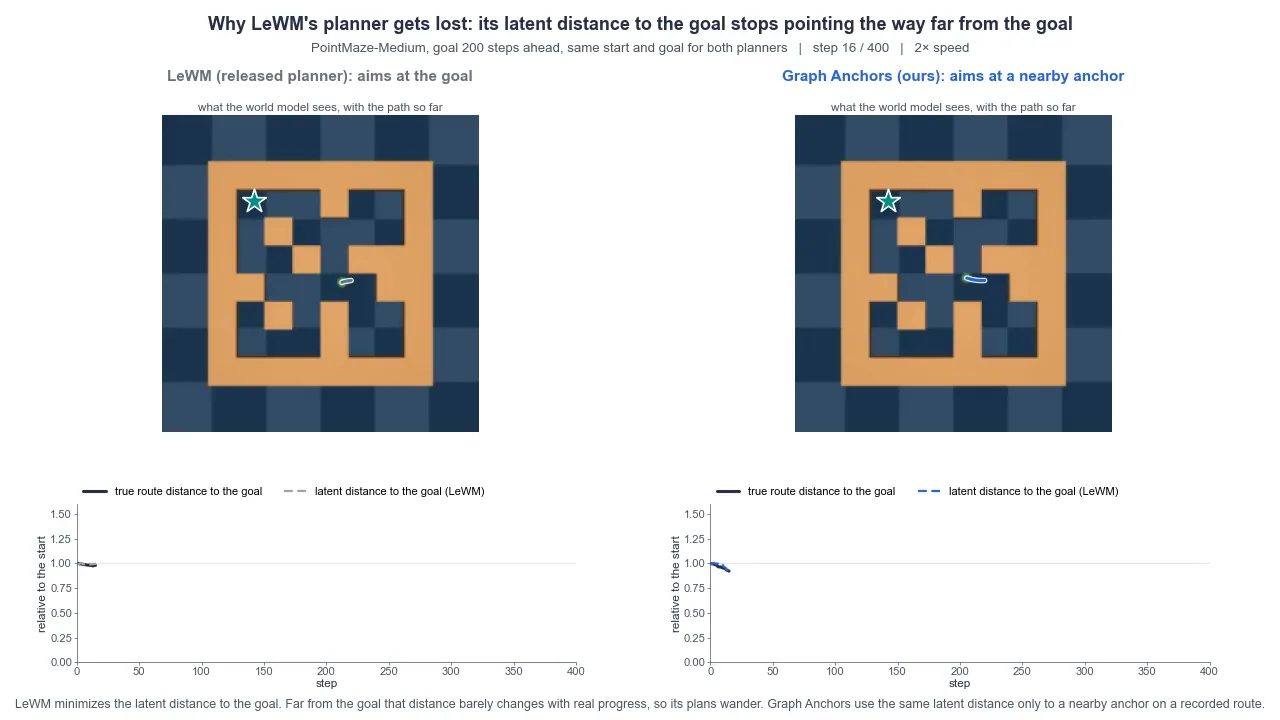 Why LeWM's planner gets lost: its latent distance to the goal stops pointing the way far from the goal
PointMaze-Medium, goal 200 steps ahead, same start and goal for both planners | step 16 / 400 | 2× speed
LeWM (released planner): aims at the goal
what the world model sees, with the path so far
true route distance to the goal
latent distance to the goal (LeWM)
relative to the start
1.50
1.25
1.00
0.75
0.50
0.25
0.00
0 50 100 150 200 250 300 350 400
step
Graph Anchors (ours): aims at a nearby anchor
what the world model sees, with the path so far
true route distance to the goal
latent distance to the goal (LeWM)
relative to the start
1.50
1.25
1.00
0.75
0.50
0.25
0.00
0 50 100 150 200 250 300 350 400
step
LeWM minimizes the latent distance to the goal. Far from the goal that distance barely changes with real progress, so its plans wander. Graph Anchors use the same latent distance only to a nearby anchor on a recorded route.